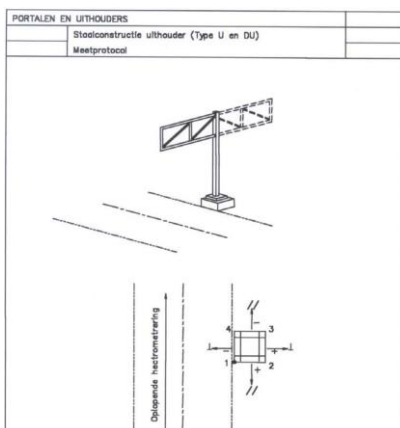 PORTALEN EN UITHOUDERS
Staalconstructie uithouder (Type U en DU)
Meetprotocol
Oplopende hectometrering
4
3
1
2
-
+
-
+
//
//